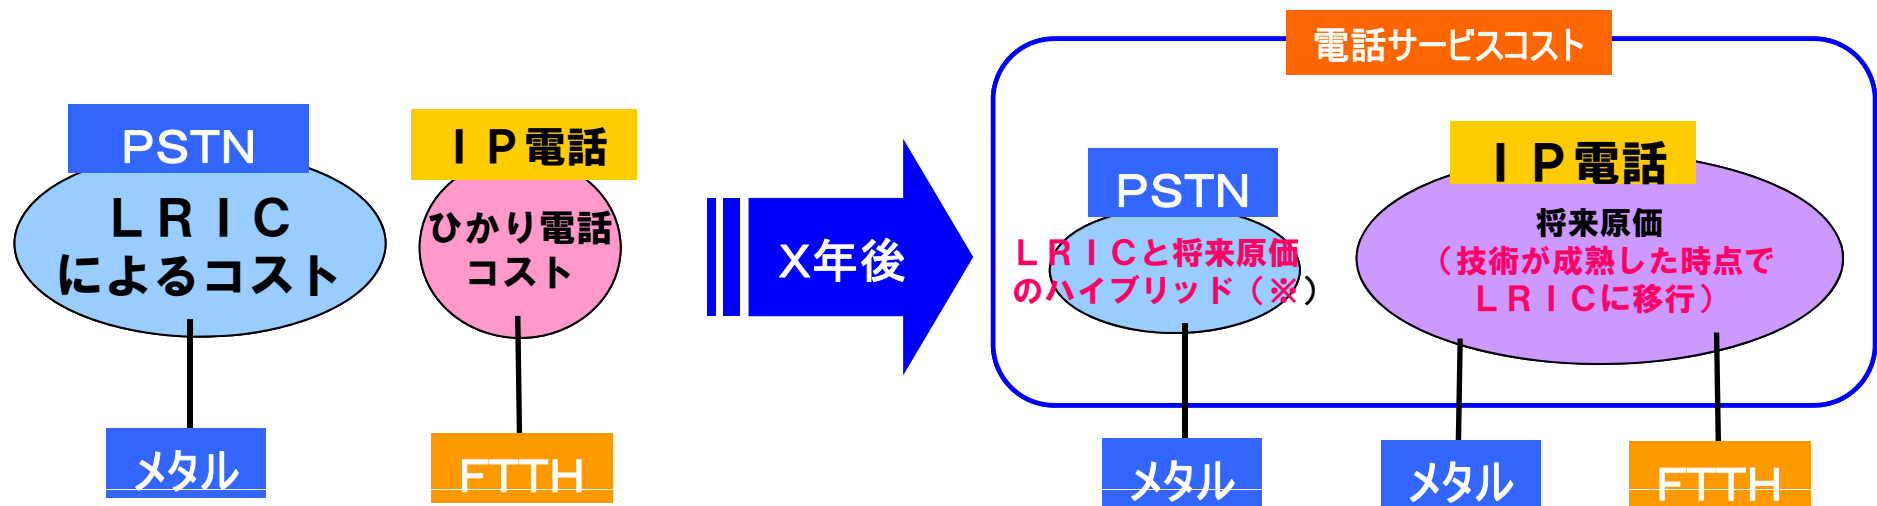 PSTN
LRIC
によるコスト
メタル
IP電話
ひかり電話
コスト
FTTH
X年後
電話サービスコスト
PSTN
LRICと将来原価
のハイブリッド(※)
メタル
IP電話
将来原価
(技術が成熟した時点で
LRICに移行)
メタル
FTTH